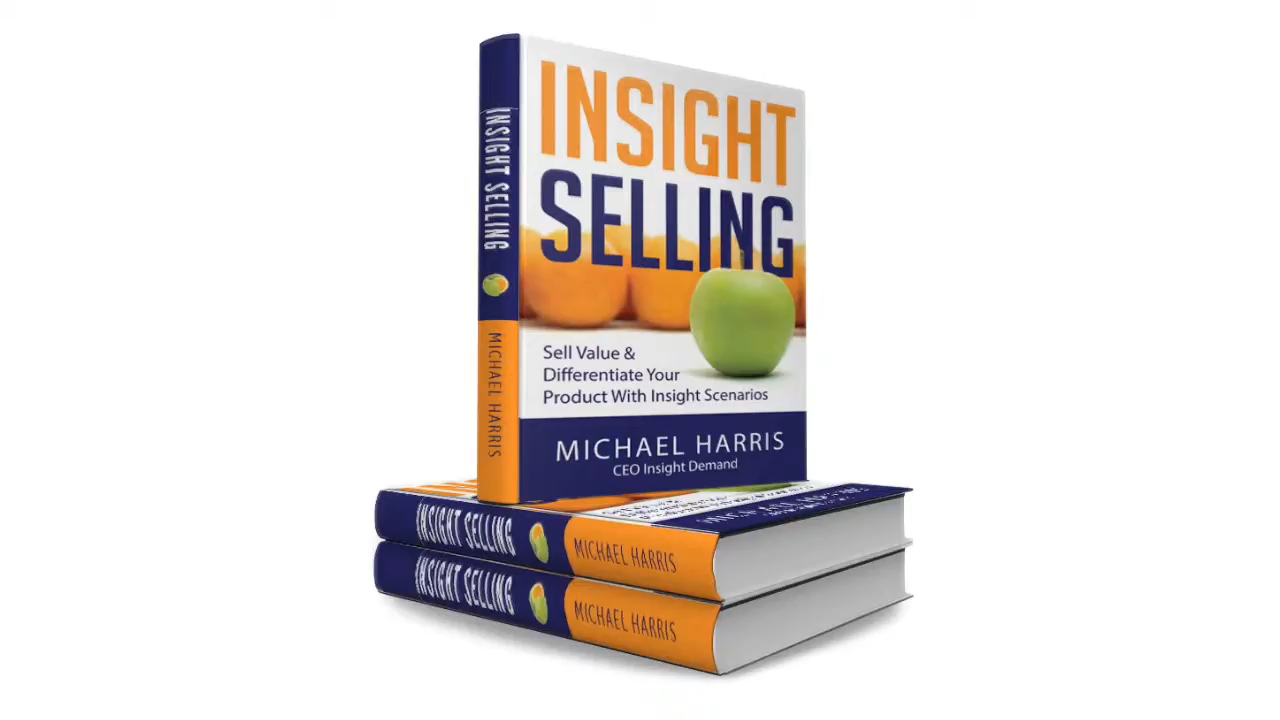 INSIGHT
SELLING
Sell Value &
Differentiate Your
Product With Insight Scenarios
MICHAEL HARRIS
CEO Insight Demand
INSIGHT SELLING
MICHAEL HARRIS
INSIGHT SELLING
MICHAEL HARRIS
INSIGHT SELLING
MICHAEL HARRIS